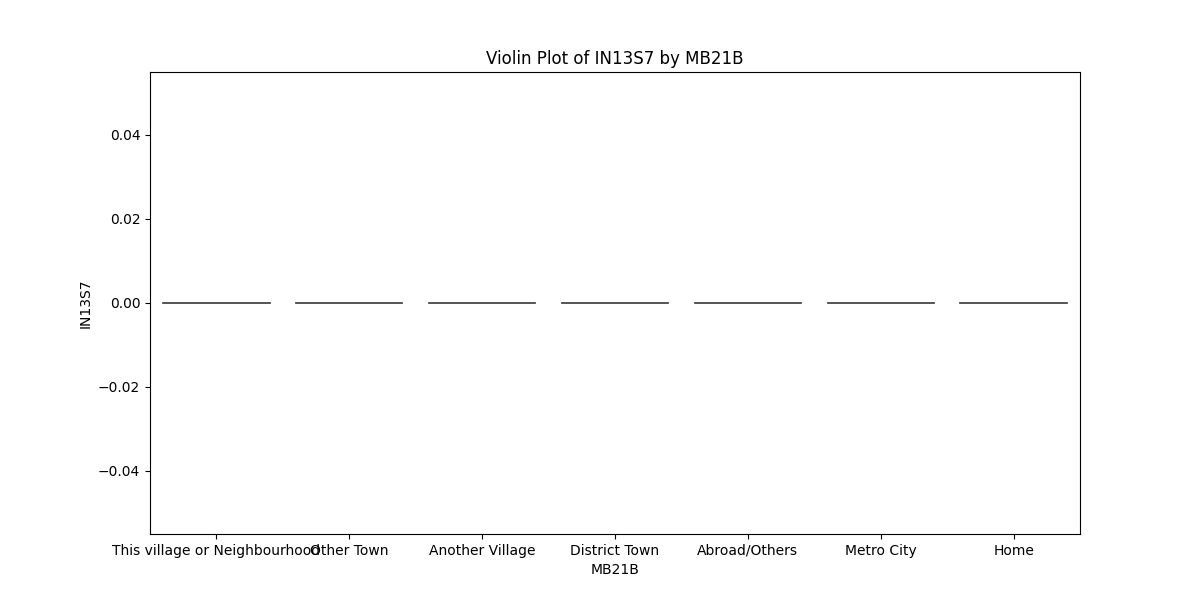 Violin Plot of IN13S7 by MB21B
0.04
0.02
0.00
−0.02
−0.04
IN13S7
This village or Neighbourhood
Other Town
Another Village
District Town
Abroad/Others
Metro City
Home
MB21B